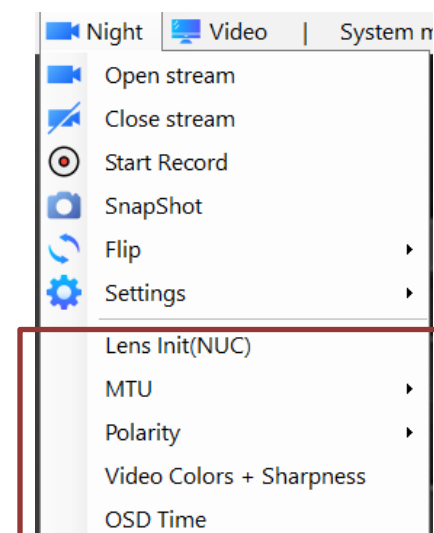 Night Video | System m
Open stream
Close stream
Start Record
SnapShot
Flip
Settings
Lens Init(NUC)
MTU
Polarity
Video Colors + Sharpness
OSD Time